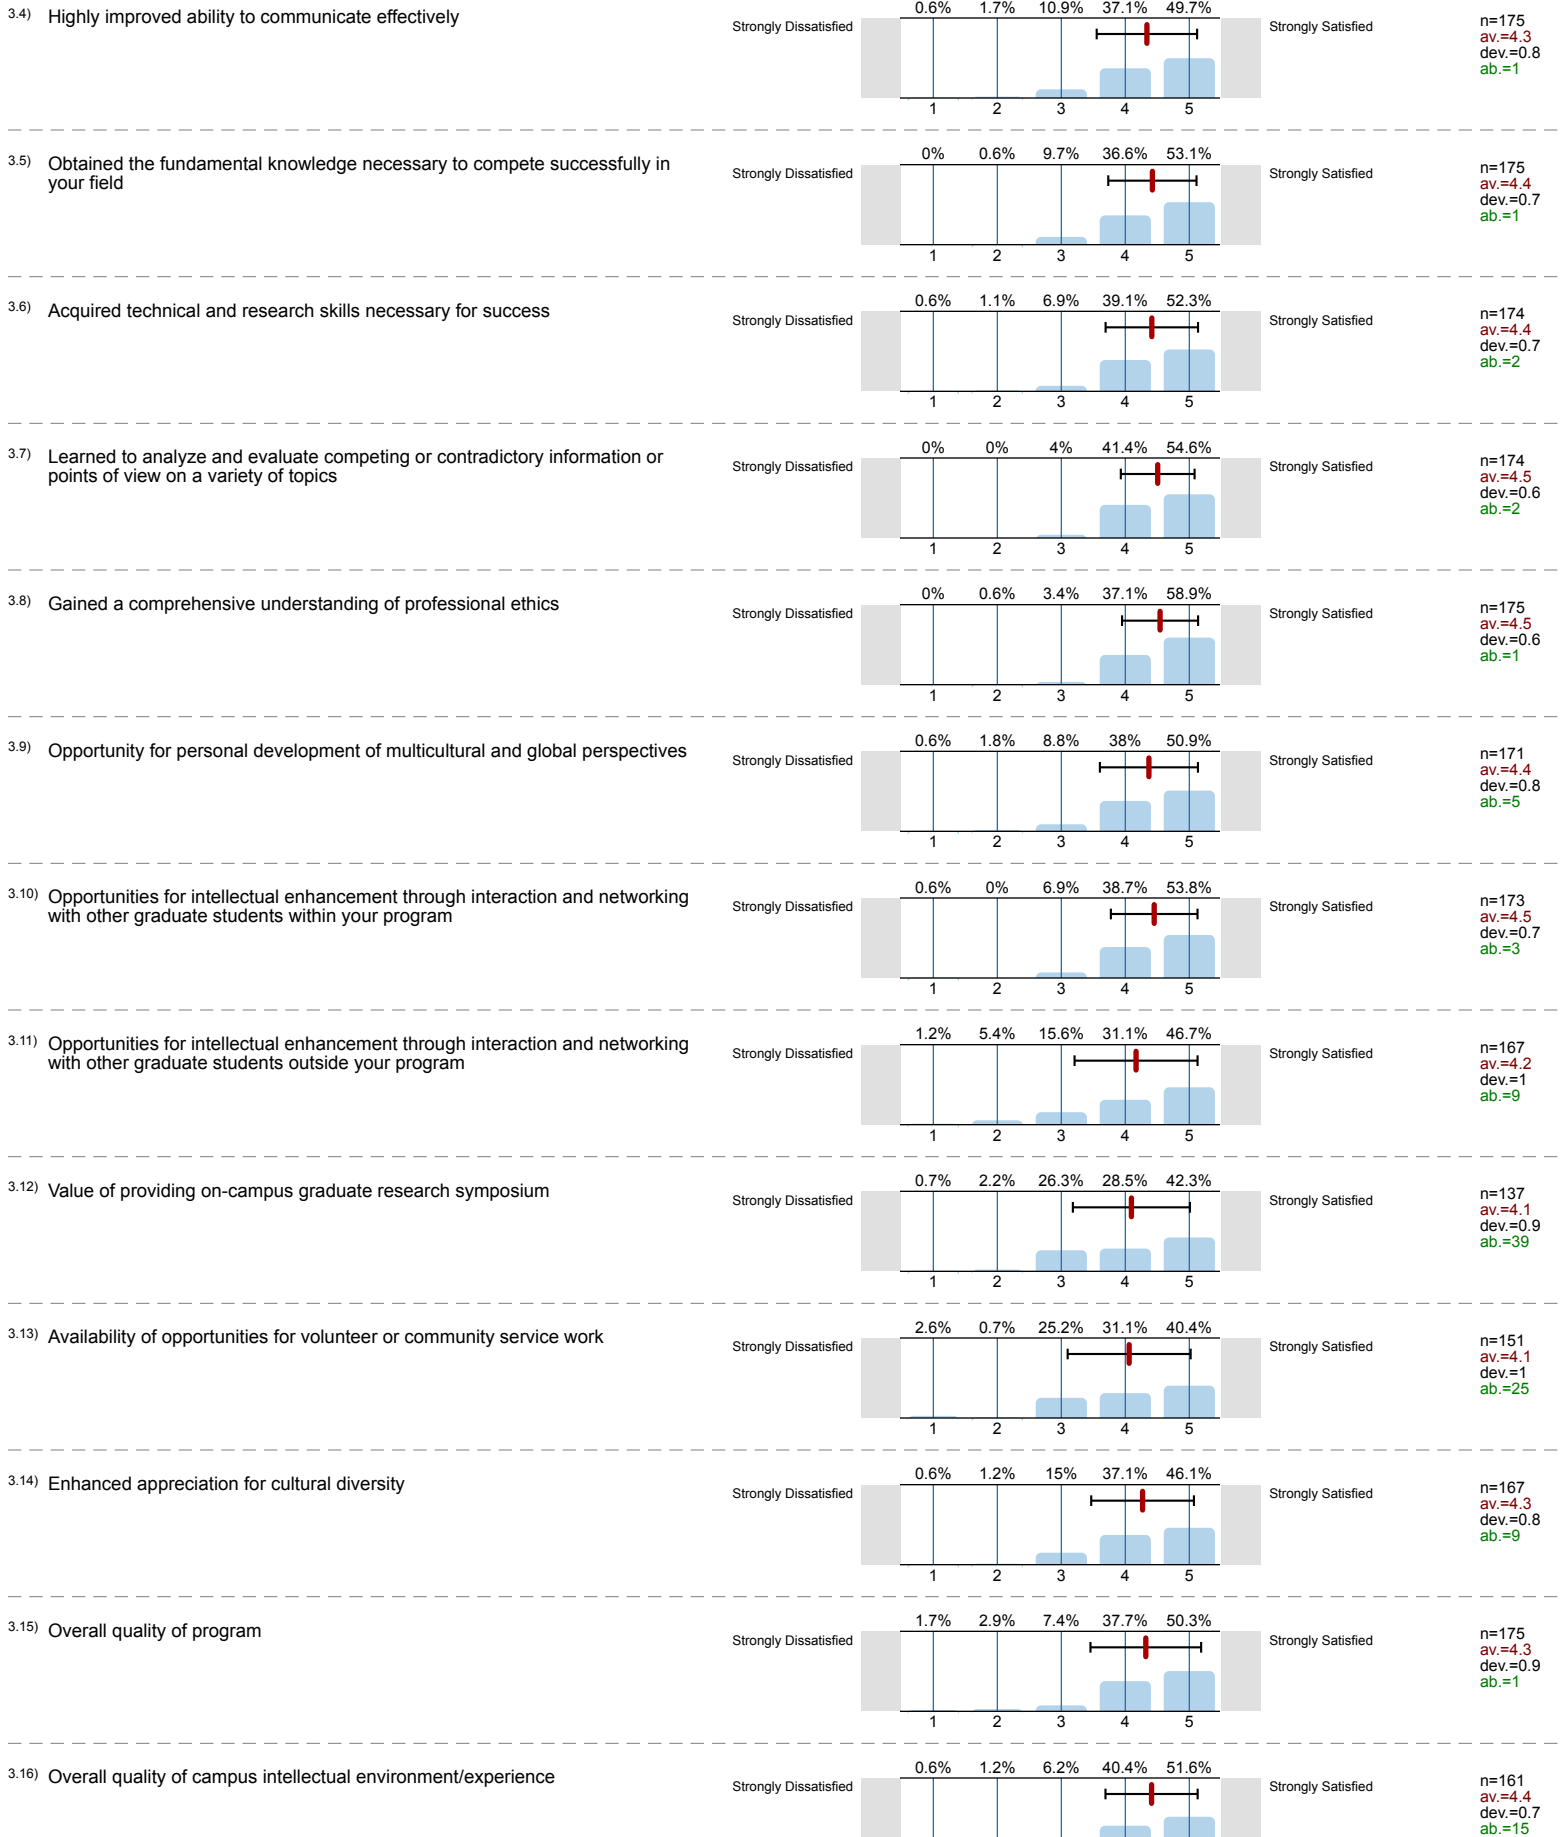 3.4) Highly improved ability to communicate effectively
0.6% 1.7% 10.9% 37.1% 49.7%
Strongly Dissatisfied Strongly Satisfied
n=175
av.=4.3
dev.=0.8
ab.=1
1 2 3 4 5
3.5) Obtained the fundamental knowledge necessary to compete successfully in
your field
0% 0.6% 9.7% 36.6% 53.1%
Strongly Dissatisfied Strongly Satisfied
n=175
av.=4.4
dev.=0.7
ab.=1
1 2 3 4 5
3.6) Acquired technical and research skills necessary for success
0.6% 1.1% 6.9% 39.1% 52.3%
Strongly Dissatisfied Strongly Satisfied
n=174
av.=4.4
dev.=0.7
ab.=2
1 2 3 4 5
3.7) Learned to analyze and evaluate competing or contradictory information or
points of view on a variety of topics
0% 0% 4% 41.4% 54.6%
Strongly Dissatisfied Strongly Satisfied
n=174
av.=4.5
dev.=0.6
ab.=2
1 2 3 4 5
3.8) Gained a comprehensive understanding of professional ethics
0% 0.6% 3.4% 37.1% 58.9%
Strongly Dissatisfied Strongly Satisfied
n=175
av.=4.5
dev.=0.6
ab.=1
1 2 3 4 5
3.9) Opportunity for personal development of multicultural and global perspectives
0.6% 1.8% 8.8% 38% 50.9%
Strongly Dissatisfied Strongly Satisfied
n=171
av.=4.4
dev.=0.8
ab.=5
1 2 3 4 5
3.10) Opportunities for intellectual enhancement through interaction and networking
with other graduate students within your program
0.6% 0% 6.9% 38.7% 53.8%
Strongly Dissatisfied Strongly Satisfied
n=173
av.=4.5
dev.=0.7
ab.=3
1 2 3 4 5
3.11) Opportunities for intellectual enhancement through interaction and networking
with other graduate students outside your program
1.2% 5.4% 15.6% 31.1% 46.7%
Strongly Dissatisfied Strongly Satisfied
n=167
av.=4.2
dev.=1
ab.=9
1 2 3 4 5
3.12) Value of providing on-campus graduate research symposium
0.7% 2.2% 26.3% 28.5% 42.3%
Strongly Dissatisfied Strongly Satisfied
n=137
av.=4.1
dev.=0.9
ab.=39
1 2 3 4 5
3.13) Availability of opportunities for volunteer or community service work
2.6% 0.7% 25.2% 31.1% 40.4%
Strongly Dissatisfied Strongly Satisfied
n=151
av.=4.1
dev.=1
ab.=25
1 2 3 4 5
3.14) Enhanced appreciation for cultural diversity
0.6% 1.2% 15% 37.1% 46.1%
Strongly Dissatisfied Strongly Satisfied
n=167
av.=4.3
dev.=0.8
ab.=9
1 2 3 4 5
3.15) Overall quality of program
1.7% 2.9% 7.4% 37.7% 50.3%
Strongly Dissatisfied Strongly Satisfied
n=175
av.=4.3
dev.=0.9
ab.=1
1 2 3 4 5
3.16) Overall quality of campus intellectual environment/experience
0.6% 1.2% 6.2% 40.4% 51.6%
Strongly Dissatisfied Strongly Satisfied
n=161
av.=4.4
dev.=0.7
ab.=15